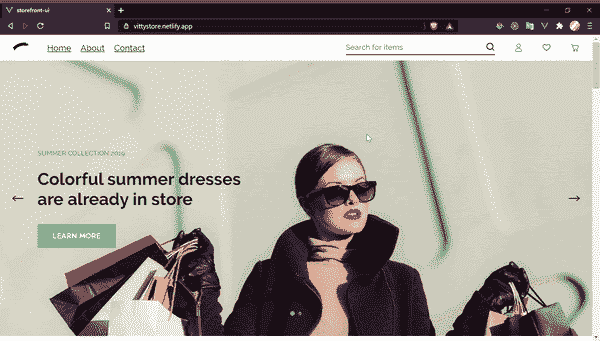 storefront-ui
vittystore.netlify.app
Home About Contact
Search for items
SUMMER COLLECTION 2019
Colorful summer dresses
are already in store
LEARN MORE